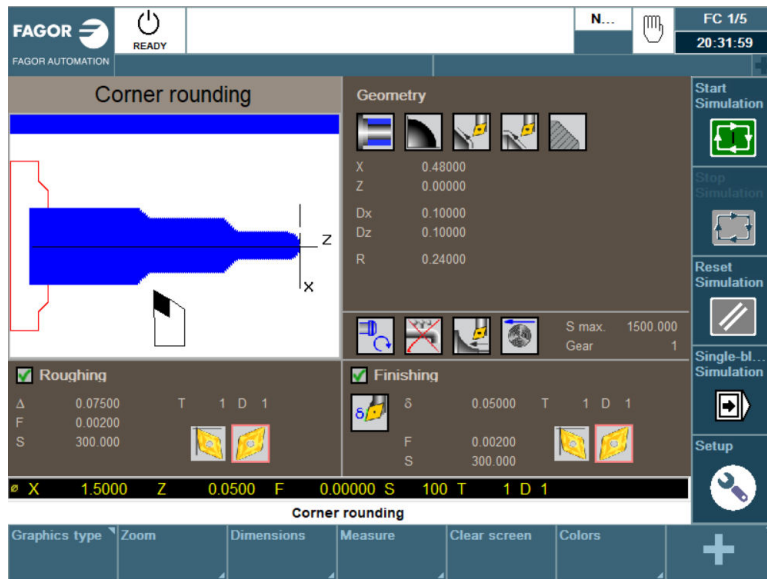 FAGOR
FAGOR AUTOMATION
READY
N...
FC 1/5
20:31:59
Corner rounding
Z
X
Geometry
X 0.48000
Z 0.00000
Dx 0.10000
Dz 0.10000
R 0.24000
S max. 1500.000
Gear 1
Roughing
Δ 0.07500 T 1 D 1
F 0.00200
S 300.000
Finishing
δ
δ 0.05000 T 1 D 1
F 0.00200
S 300.000
ø X 1.5000 Z 0.0500 F 0.00000 S 100 T 1 D 1
Corner rounding
Start
Simulation
Stop
Simulation
Reset
Simulation
Single-bl...
Simulation
Setup
Graphics type
Zoom
Dimensions
Measure
Clear screen
Colors